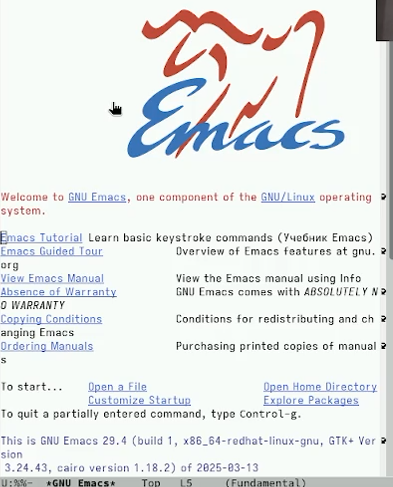 Emacs
Welcome to GNU Emacs, one component of the GNU/Linux operating
system.
Emacs Tutorial Learn basic keystroke commands (Учебник Emacs)
Emacs Guided Tour Overview of Emacs features at gnu.
org
View Emacs Manual View the Emacs manual using Info
Absence of Warranty GNU Emacs comes with ABSOLUTELY N
O WARRANTY
Copying Conditions Conditions for redistributing and ch
anging Emacs
Ordering Manuals Purchasing printed copies of manual
s
To start... Open a File Open Home Directory
Customize Startup Explore Packages
To quit a partially entered command, type Control-g.
This is GNU Emacs 29.4 (build 1, x86_64-redhat-linux-gnu, GTK+ Ver
sion
3.24.43, cairo version 1.18.2) of 2025-03-13
U:%%- *GNU Emacs* Top L5 (Fundamental)